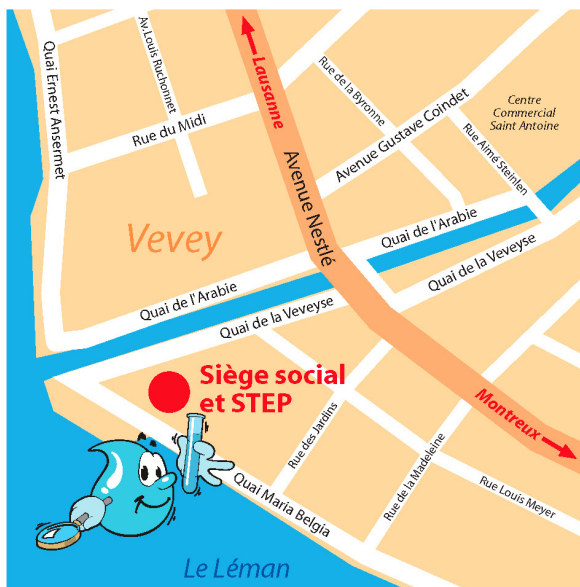 Quai Ernest Ansermet
Av. Louis Ruchonnet
Lausanne
Rue de la Byronne
Rue du Midi
Avenue Gustave Coindet
Centre
Commercial
Saint Antoine
Rue Aimé Steinlen
Avenue Nestlé
Vevey
Quai de l'Arabie
Quai de la Veveyse
Quai de l'Arabie
Quai de la Veveyse
Siège social
et STEP
Montreux
Rue des Jardins
Rue de la Madeleine
Quai Maria Belgia
Rue Louis Meyer
Le Léman